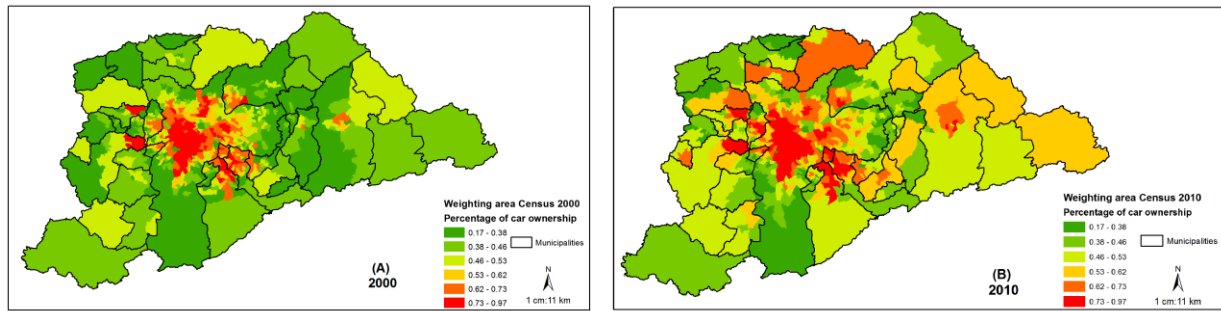 Weighting area Census 2000
Percentage of car ownership
0.17 - 0.38
0.38 - 0.46
0.46 - 0.53
0.53 - 0.62
0.62 - 0.73
0.73 - 0.97
Municipalities
N
1 cm:11 km
(A)
2000
Weighting area Census 2010
Percentage of car ownership
0.17 - 0.38
0.38 - 0.46
0.46 - 0.53
0.53 - 0.62
0.62 - 0.73
0.73 - 0.97
Municipalities
N
1 cm:11 km
(B)
2010